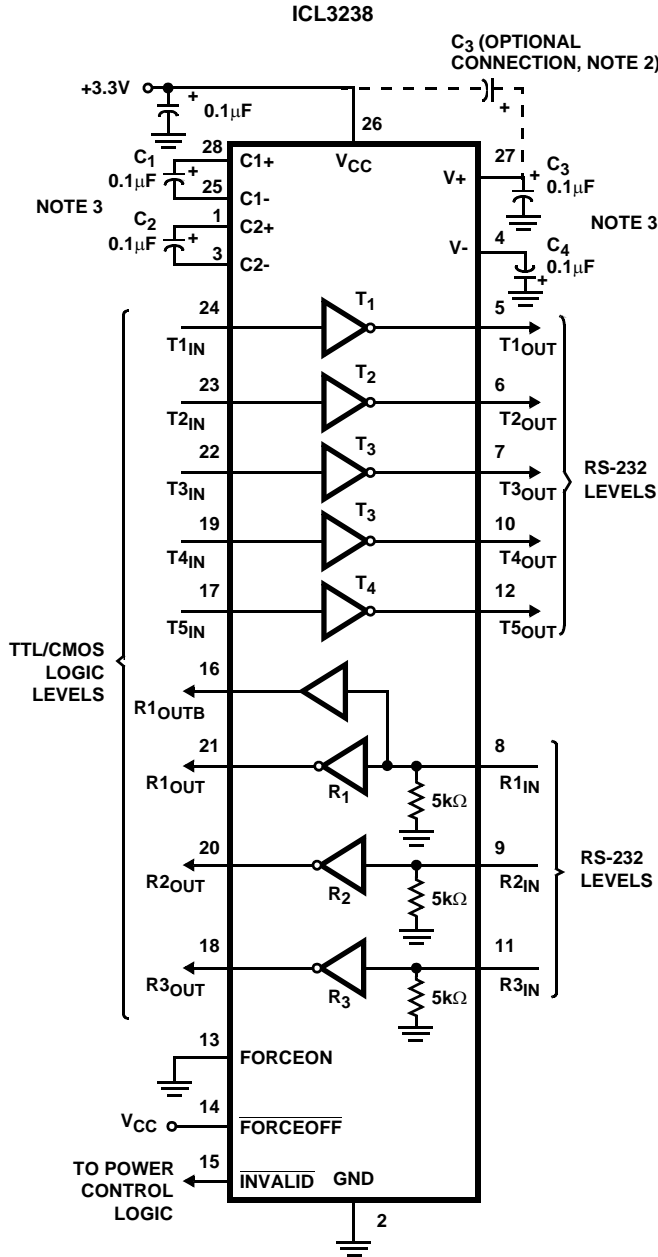 ICL3238
C3 (OPTIONAL
CONNECTION, NOTE 2)
+3.3V
+
0.1µF
+
26
28
C1+
VCC
27
C1
0.1µF
+
V+
+
C3
0.1µF
25
C1-
NOTE 3
1
C2+
NOTE 3
C2
0.1µF
+
4
V-
C4
0.1µF
+
3
C2-
24
T1
5
T1IN
T1OUT
23
T2
6
T2IN
T2OUT
22
T3
7
T3IN
T3OUT
RS-232
LEVELS
19
T3
10
T4IN
T4OUT
17
T4
12
T5IN
T5OUT
TTL/CMOS
LOGIC
LEVELS
16
R1OUTB
21
8
R1OUT
R1
5kΩ
R1IN
20
9
R2OUT
R2
5kΩ
R2IN
RS-232
LEVELS
18
11
R3OUT
R3
5kΩ
R3IN
13
FORCEON
14
VCC
FORCEOFF
15
TO POWER
CONTROL
LOGIC
INVALID
GND
2